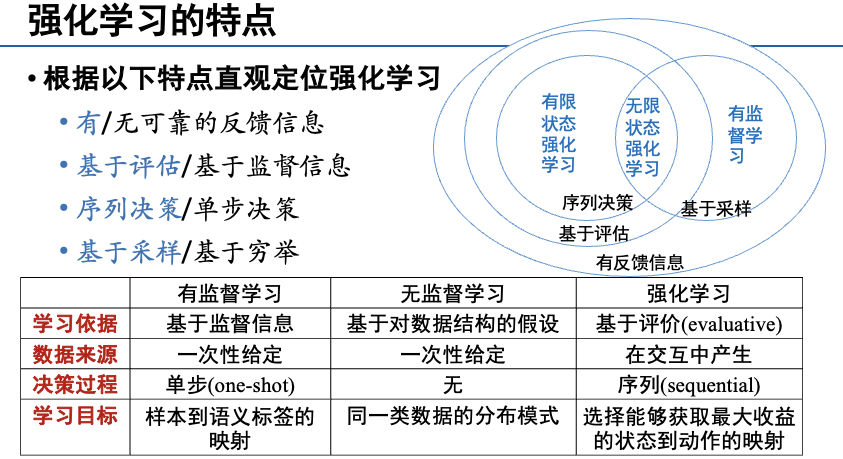 强化学习的特点
• 根据以下特点直观定位强化学习
• 有/无可靠的反馈信息
• 基于评估/基于监督信息
• 序列决策/单步决策
• 基于采样/基于穷举
有限
状态
强化
学习
无限
状态
强化
学习
有监
督学
习
序列决策
基于采样
基于评估
有反馈信息
有监督学习 无监督学习 强化学习
学习依据 基于监督信息 基于对数据结构的假设 基于评价(evaluative)
数据来源 一次性给定 一次性给定 在交互中产生
决策过程 单步(one-shot) 无 序列(sequential)
学习目标 样本到语义标签的 同一类数据的分布模式 选择能够获取最大收益
映射 的状态到动作的映射